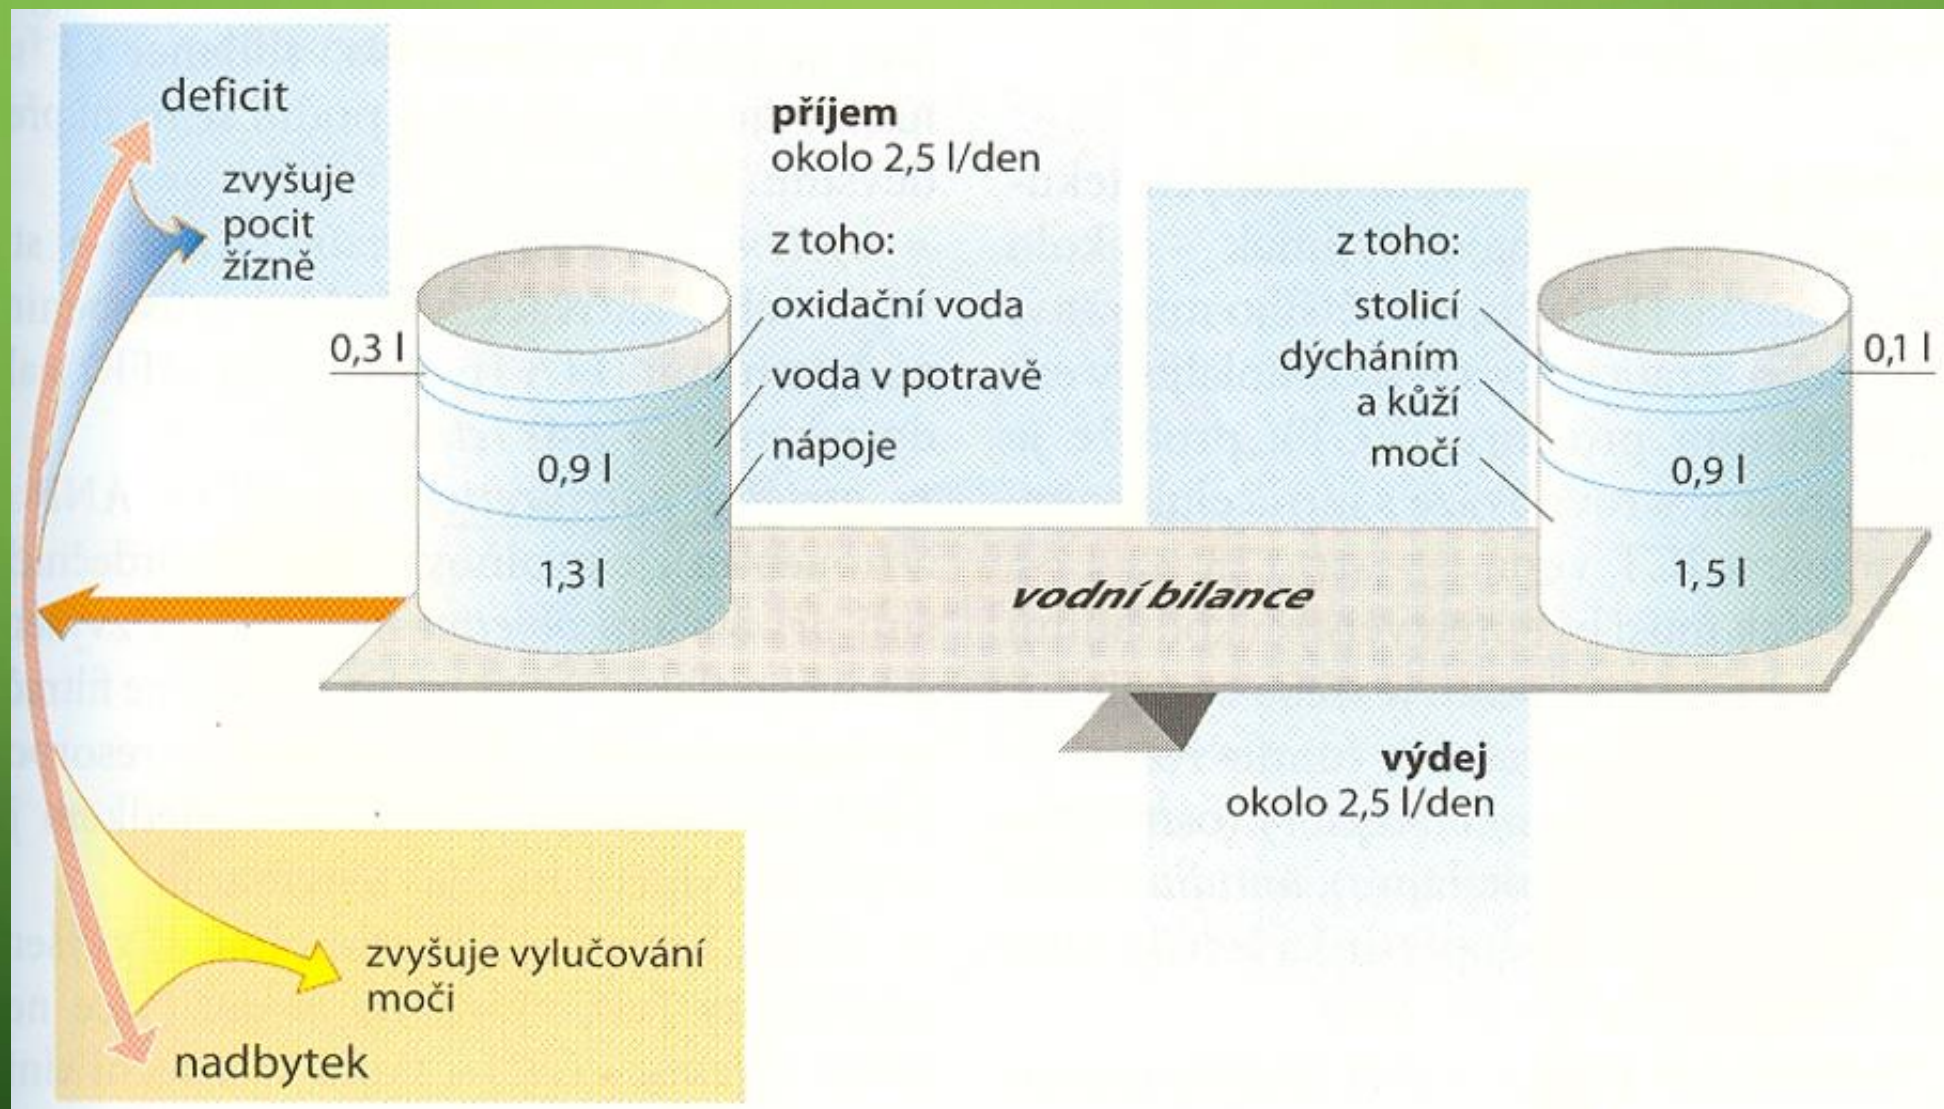 deficit
zvyšuje
pocit
žízně
příjem
okolo 2,5 l/den
z toho:
oxidační voda
voda v potravě
nápoje
0,3 l
0,9 l
1,3 l
z toho:
stolicí
dýcháním
a kůží
močí
0,1 l
0,9 l
1,5 l
vodní bilance
výdej
okolo 2,5 l/den
zvyšuje vylučování
moči
nadbytek